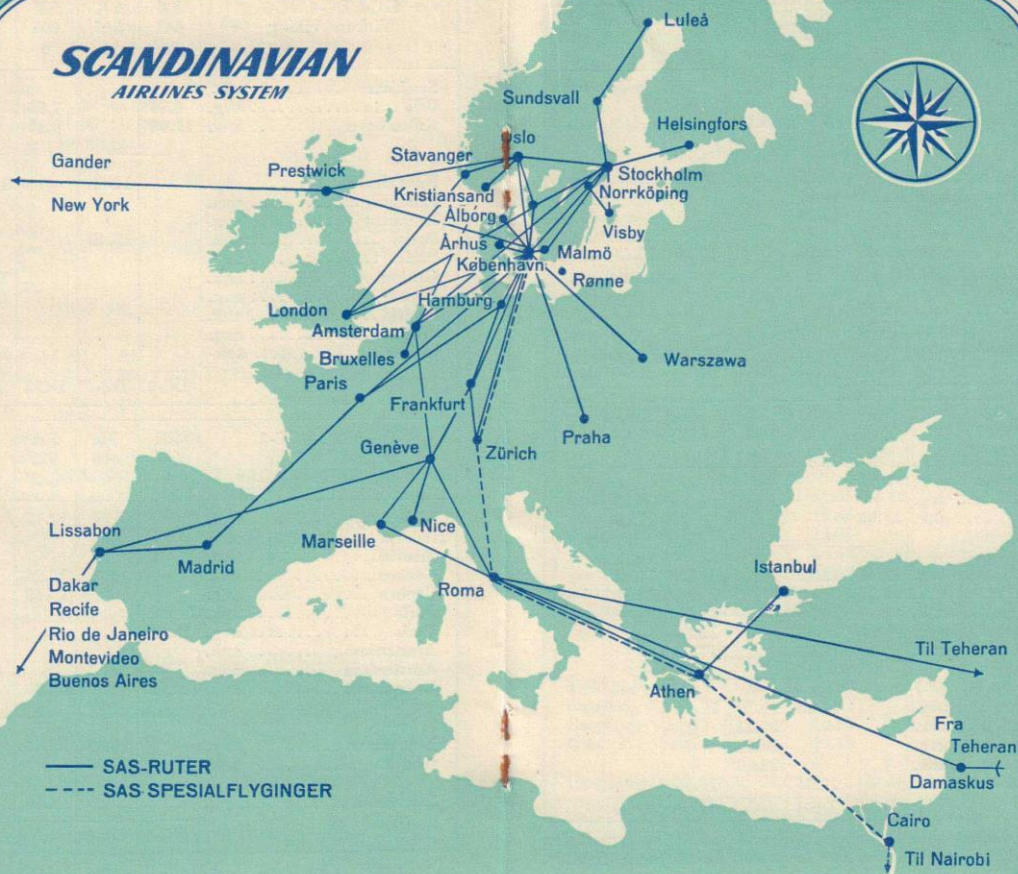 SCANDINAVIAN
AIRLINES SYSTEM
Luleå
Sundsvall
Helsingfors
Oslo
Stavanger
Stockholm
Gander
Prestwick
New York
Kristiansand
Norrköping
Ålborg
Visby
Århus
Malmö
København
Rønne
Hamburg
London
Amsterdam
Bruxelles
Warszawa
Paris
Frankfurt
Praha
Genève
Zürich
Lissabon
Madrid
Marseille
Nice
Roma
Istanbul
Dakar
Recife
Rio de Janeiro
Montevideo
Buenos Aires
Til Teheran
Athen
Fra
Teheran
Damaskus
SAS-RUTER
SAS SPESIALFLYGINGER
Cairo
Til Nairobi